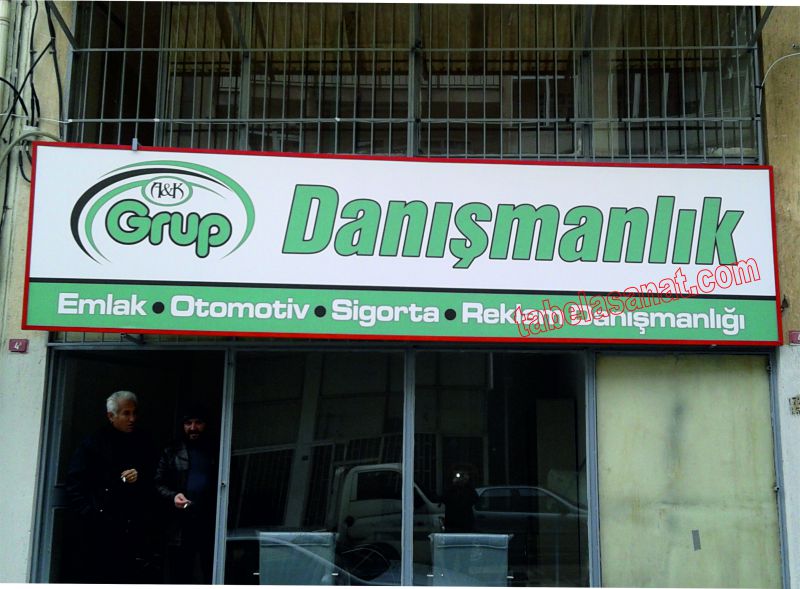 A&K
Grup
Danışmanlık
Emlak • Otomotiv • Sigorta • Reklam Danışmanlığı
tabelasanat.com